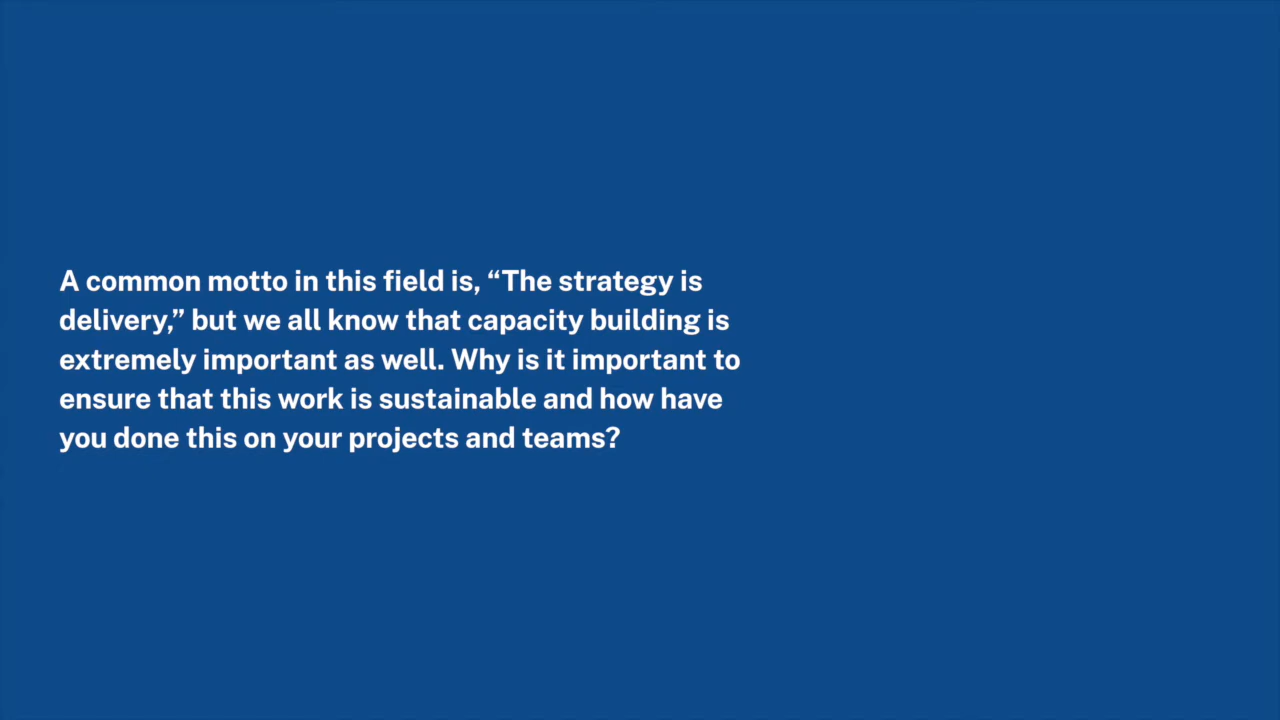 A common motto in this field is, “The strategy is
delivery,” but we all know that capacity building is
extremely important as well. Why is it important to
ensure that this work is sustainable and how have
you done this on your projects and teams?